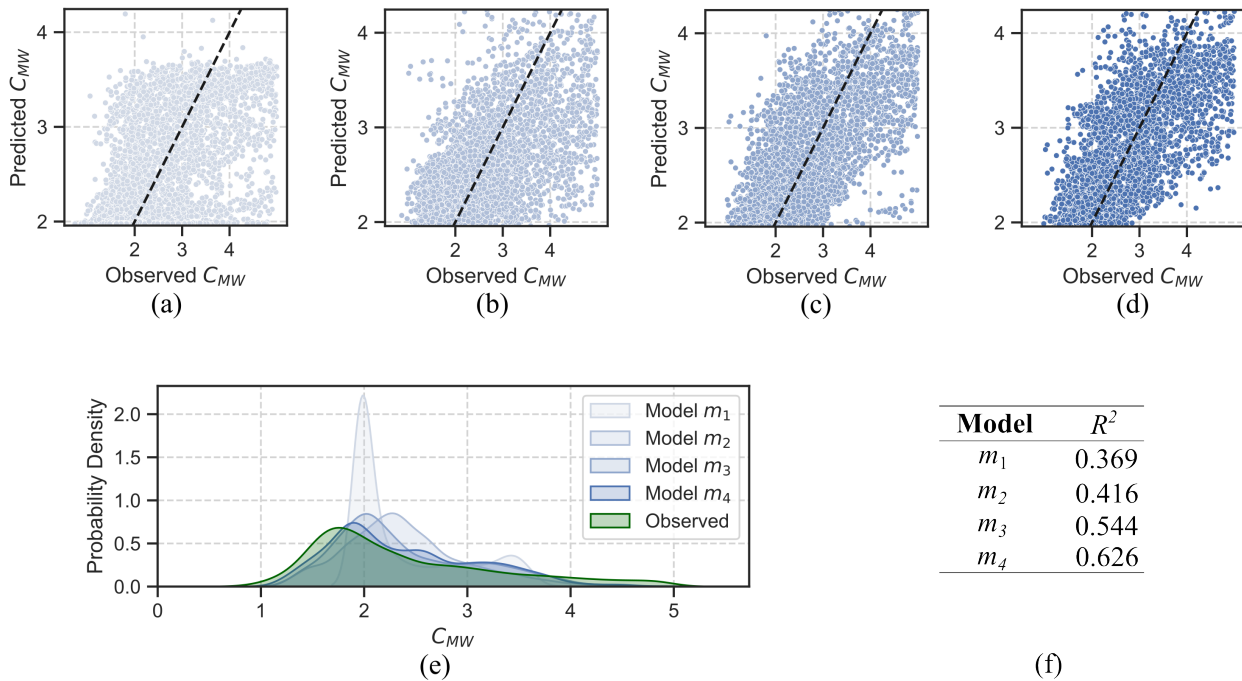 4
3
2
Predicted C_MW
2 3 4
Observed C_MW
(a)
4
3
2
Predicted C_MW
2 3 4
Observed C_MW
(b)
4
3
2
Predicted C_MW
2 3 4
Observed C_MW
(c)
4
3
2
2 3 4
Observed C_MW
(d)
Probability Density
2.0
1.5
1.0
0.5
0.0
0 1 2 3 4 5
C_MW
Model m_1
Model m_2
Model m_3
Model m_4
Observed
(e)
Model R^2
m_1 0.369
m_2 0.416
m_3 0.544
m_4 0.626
(f)